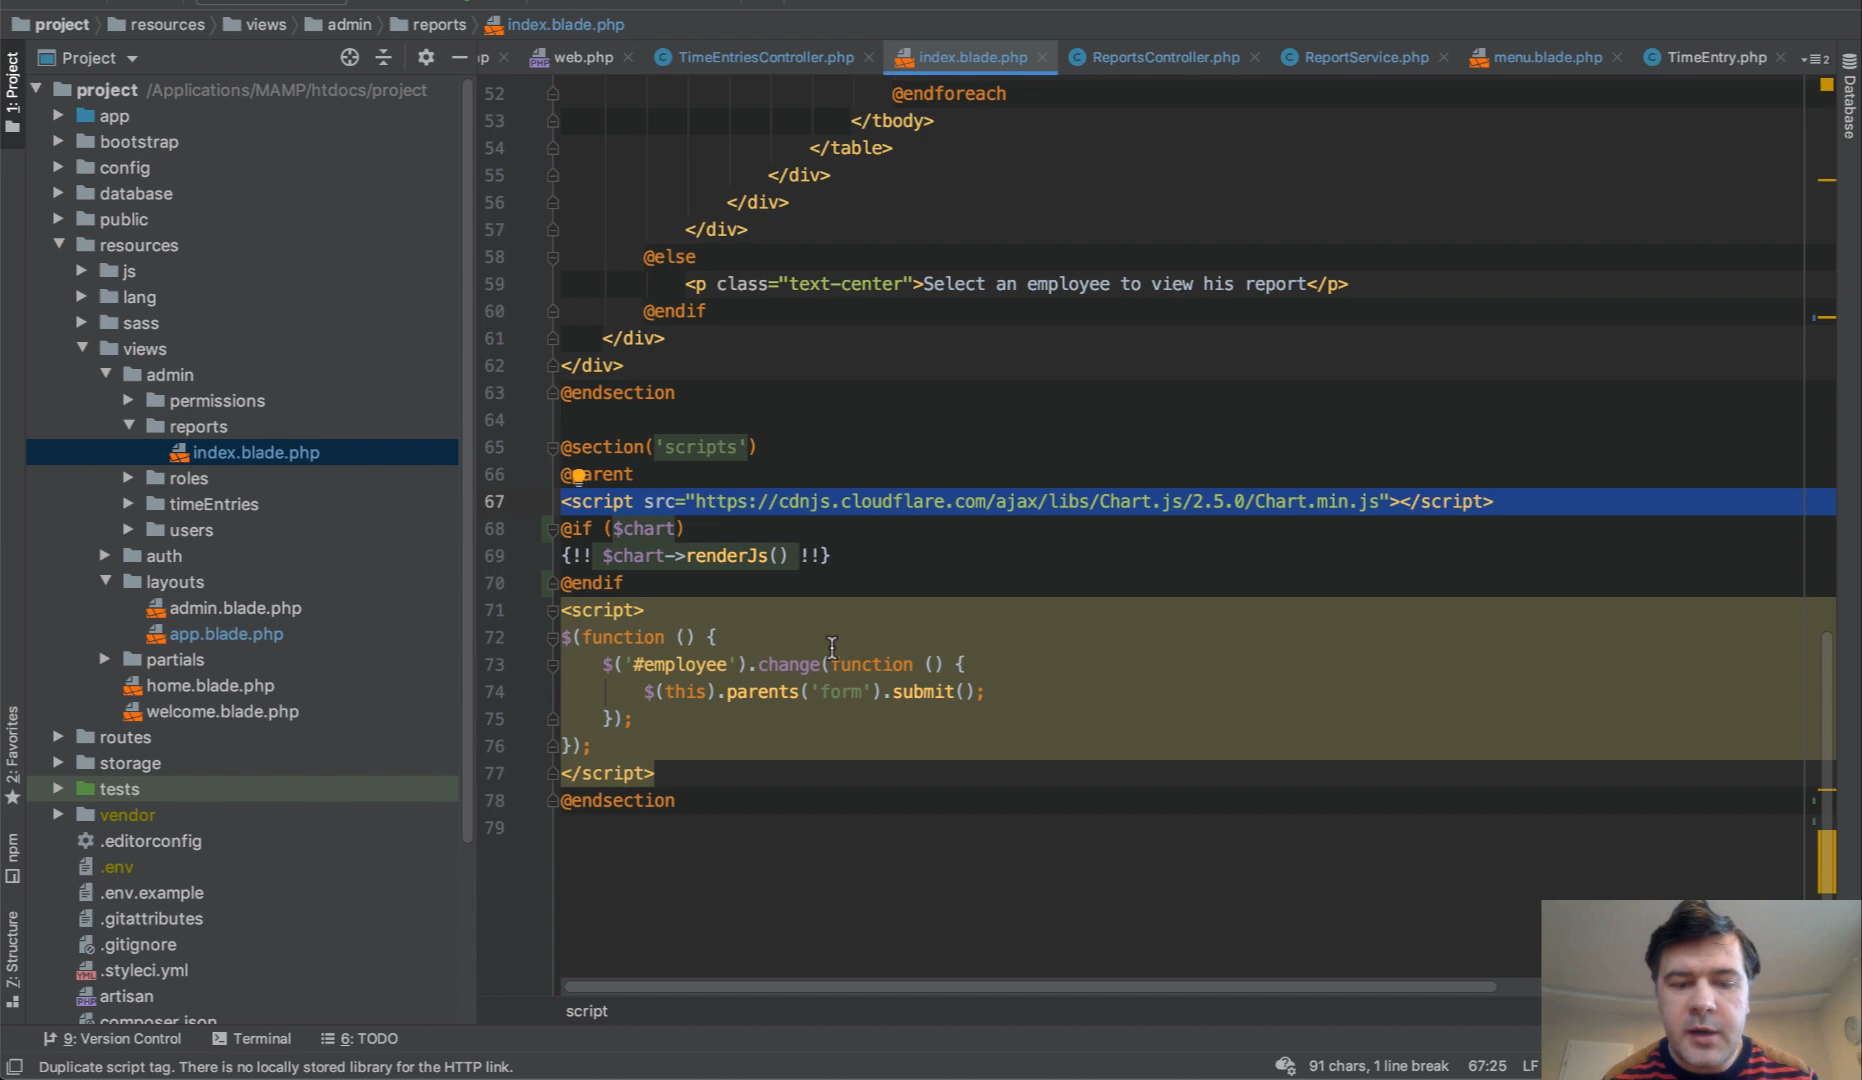 project resources views admin reports index.blade.php
1: Project
Project
project /Applications/MAMP/htdocs/project
app
bootstrap
config
database
public
resources
js
lang
sass
views
admin
permissions
reports
index.blade.php
roles
timeEntries
users
auth
layouts
admin.blade.php
app.blade.php
partials
home.blade.php
welcome.blade.php
routes
storage
tests
vendor
.editorconfig
.env
.env.example
.gitattributes
.gitignore
.styleci.yml
artisan
composer.json
2: Favorites
npm
7: Structure
web.php TimeEntriesController.php index.blade.php ReportsController.php ReportService.php menu.blade.php TimeEntry.php 2
52 @endforeach
53 </tbody>
54 </table>
55 </div>
56 </div>
57 </div>
58 @else
59 <p class="text-center">Select an employee to view his report</p>
60 @endif
61 </div>
62 </div>
63 @endsection
64
65 @section('scripts')
66 @parent
67 <script src="https://cdnjs.cloudflare.com/ajax/libs/Chart.js/2.5.0/Chart.min.js"></script>
68 @if ($chart)
69 {!! $chart->renderJs() !!}
70 @endif
71 <script>
72 $(function () {
73 $('#employee').change(function () {
74 $(this).parents('form').submit();
75 });
76 });
77 </script>
78 @endsection
79
Database
script
9: Version Control Terminal 6: TODO
Duplicate script tag. There is no locally stored library for the HTTP link. 91 chars, 1 line break 67:25 LF